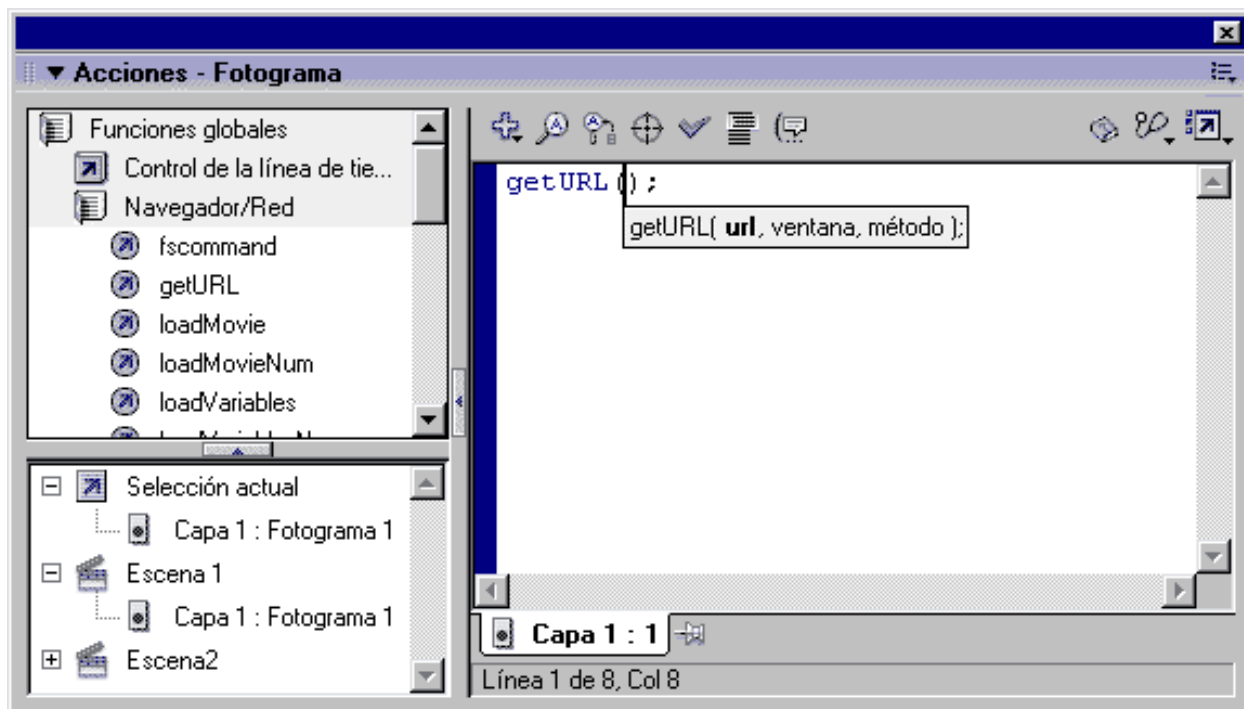 Acciones - Fotograma
Funciones globales
Control de la línea de tie...
Navegador/Red
fscommand
getURL
loadMovie
loadMovieNum
loadVariables
Selección actual
Capa 1 : Fotograma 1
Escena 1
Capa 1 : Fotograma 1
Escena2
getURL();
getURL( url, ventana, método );
Capa 1 : 1
Línea 1 de 8, Col 8